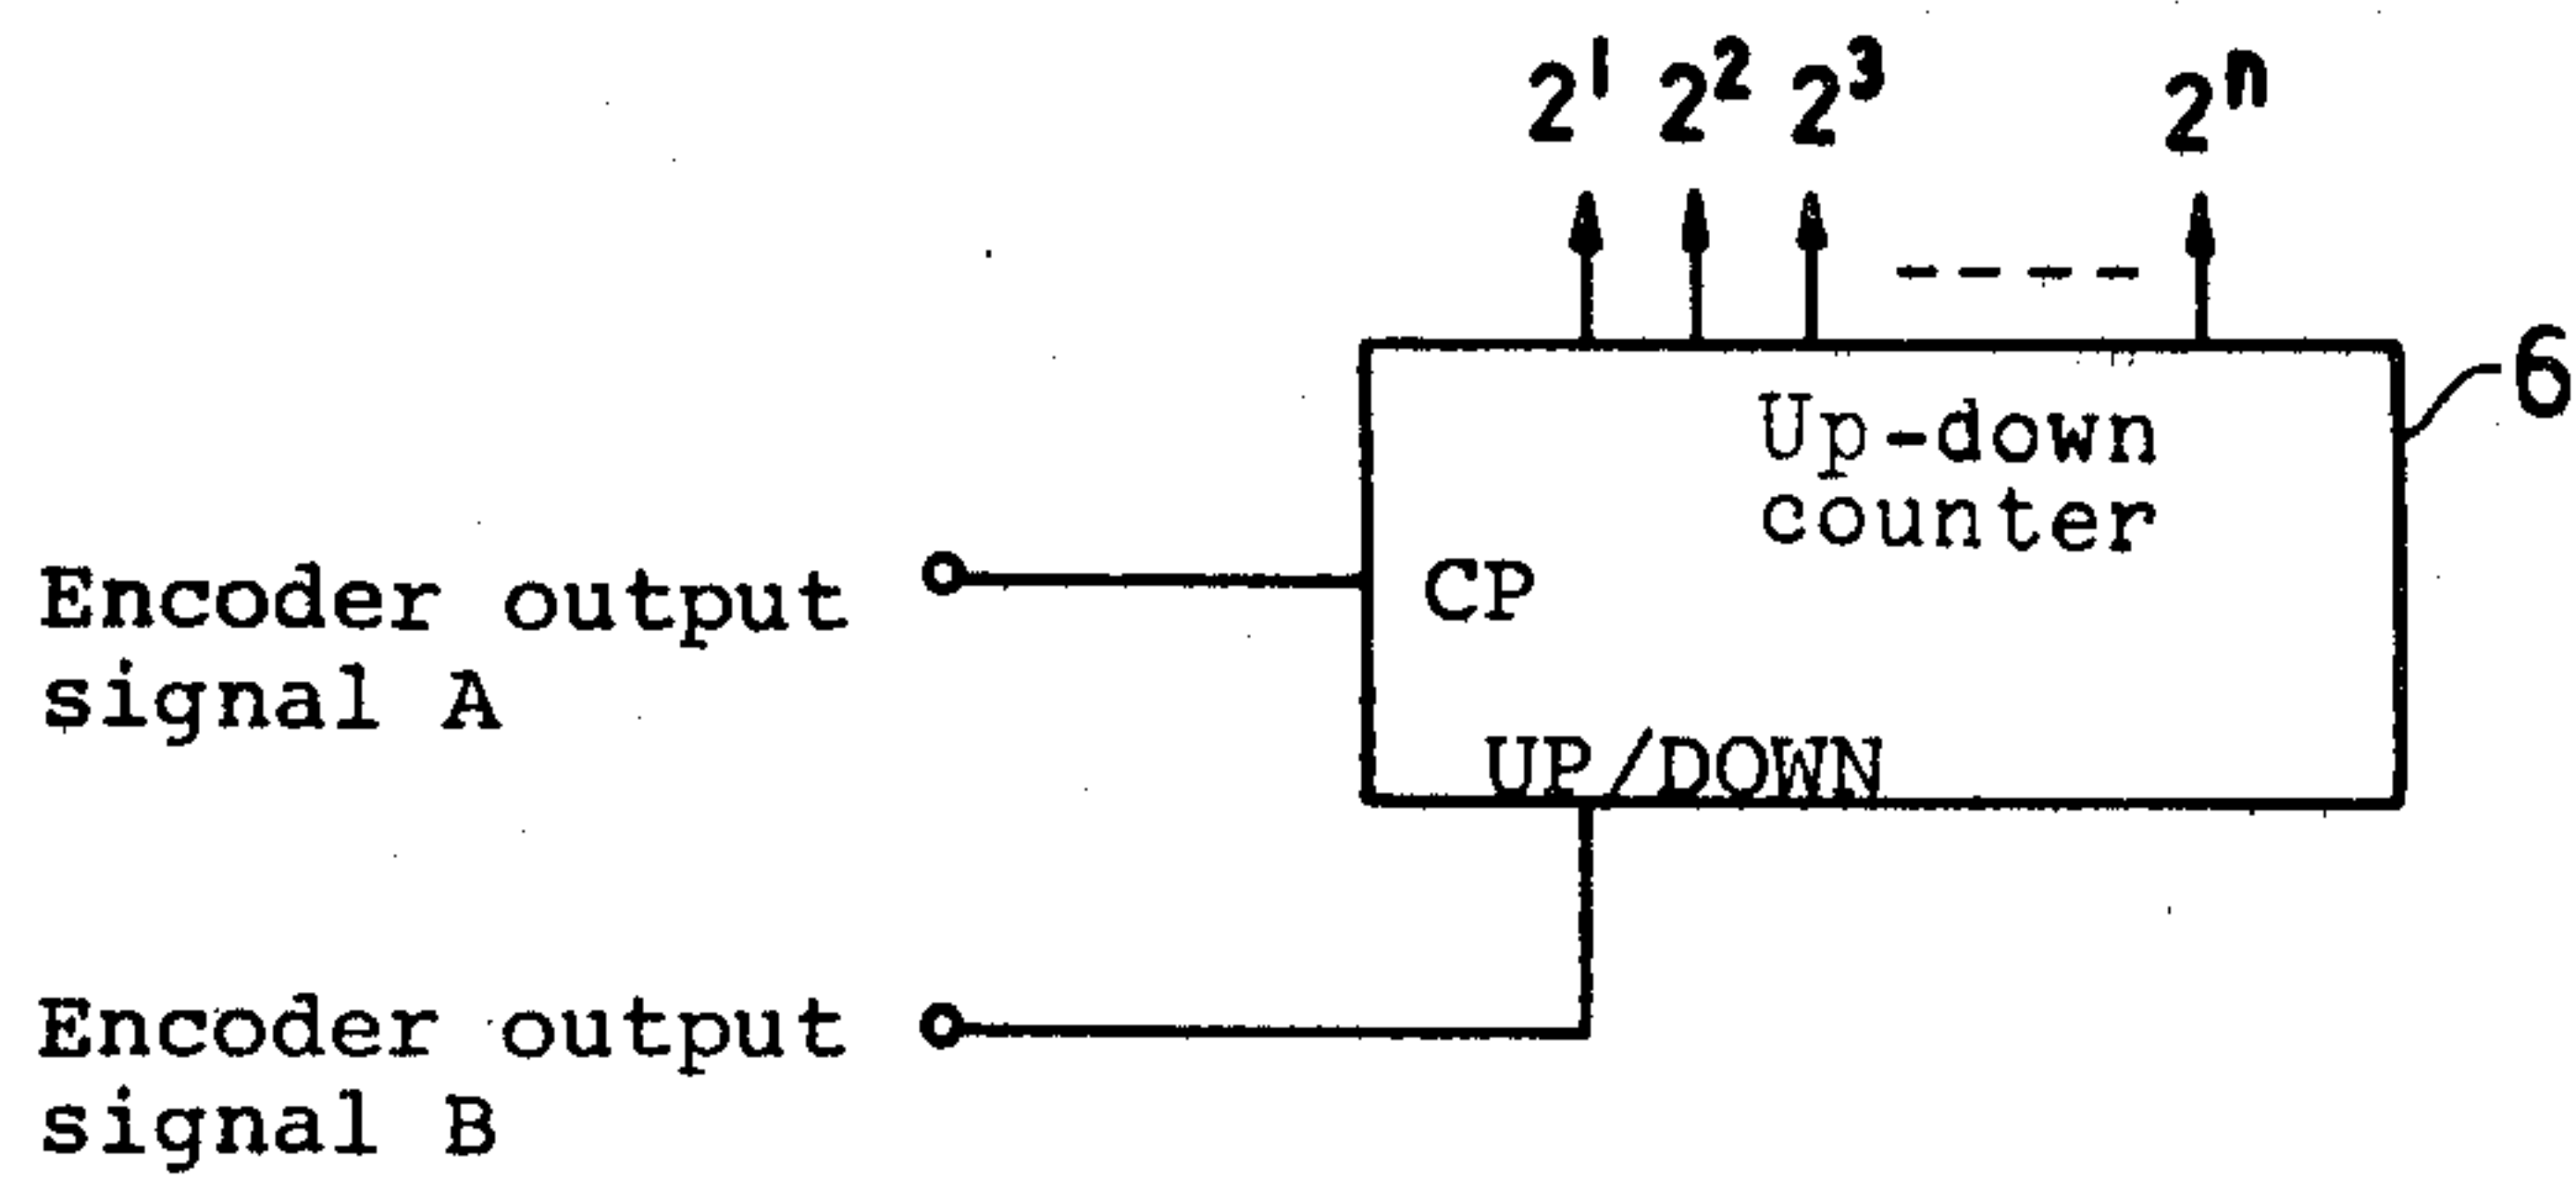 2¹ 2² 2³ 2ⁿ
6
Up-down
counter
CP
UP/DOWN
Encoder output
signal A
Encoder output
signal B